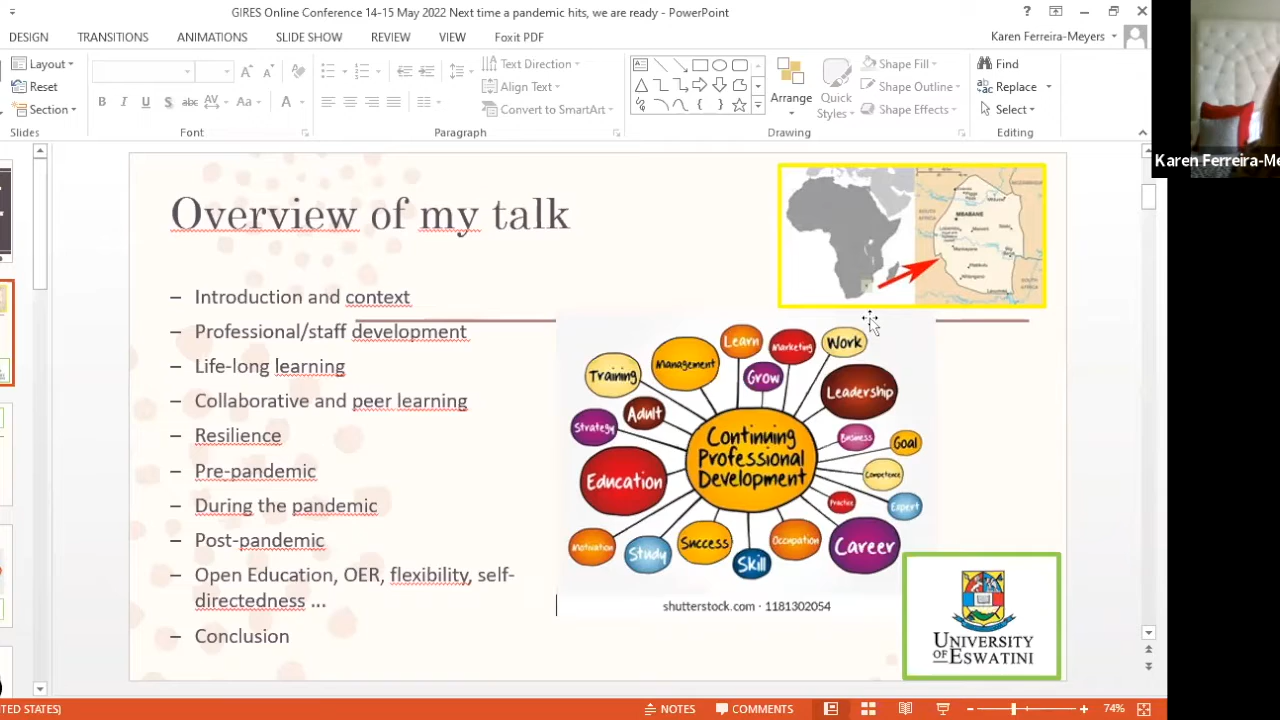 GIRES Online Conference 14-15 May 2022 Next time a pandemic hits, we are ready - PowerPoint
DESIGN TRANSITIONS ANIMATIONS SLIDE SHOW REVIEW VIEW Foxit PDF
Karen Ferreira-Meyers
Layout
Reset
Section
Text Direction
Align Text
Convert to SmartArt
Arrange
Quick
Styles
Shape Fill
Shape Outline
Shape Effects
Find
Replace
Select
Slides Font Paragraph Drawing Editing
Karen Ferreira-Me
Overview of my talk
– Introduction and context
– Professional/staff development
– Life-long learning
– Collaborative and peer learning
– Resilience
– Pre-pandemic
– During the pandemic
– Post-pandemic
– Open Education, OER, flexibility, self-
directedness ...
– Conclusion
MBABANE
Learn
Marketing
Work
Management
Training
Grow
Leadership
Adult
Strategy
Continuing
Professional
Development
Business
Goal
Education
Competence
Practice
Expert
Motivation
Study
Success
Skill
Occupation
Career
shutterstock.com · 1181302054
UNIVERSITY
OF ESWATINI
TED STATES)
NOTES COMMENTS 74%